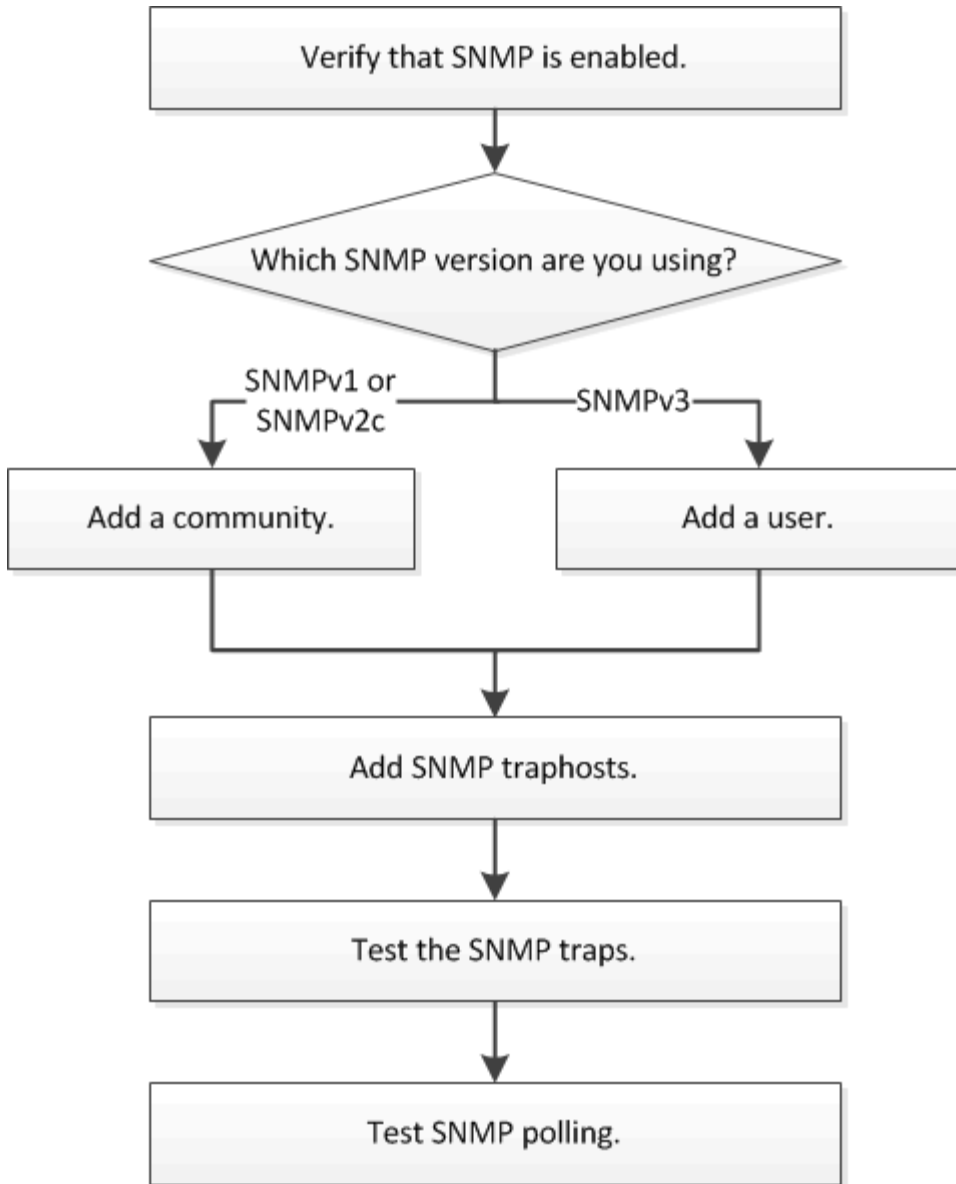 Verify that SNMP is enabled.
Which SNMP version are you using?
SNMPv1 or
SNMPv2c
SNMPv3
Add a community.
Add a user.
Add SNMP traphosts.
Test the SNMP traps.
Test SNMP polling.